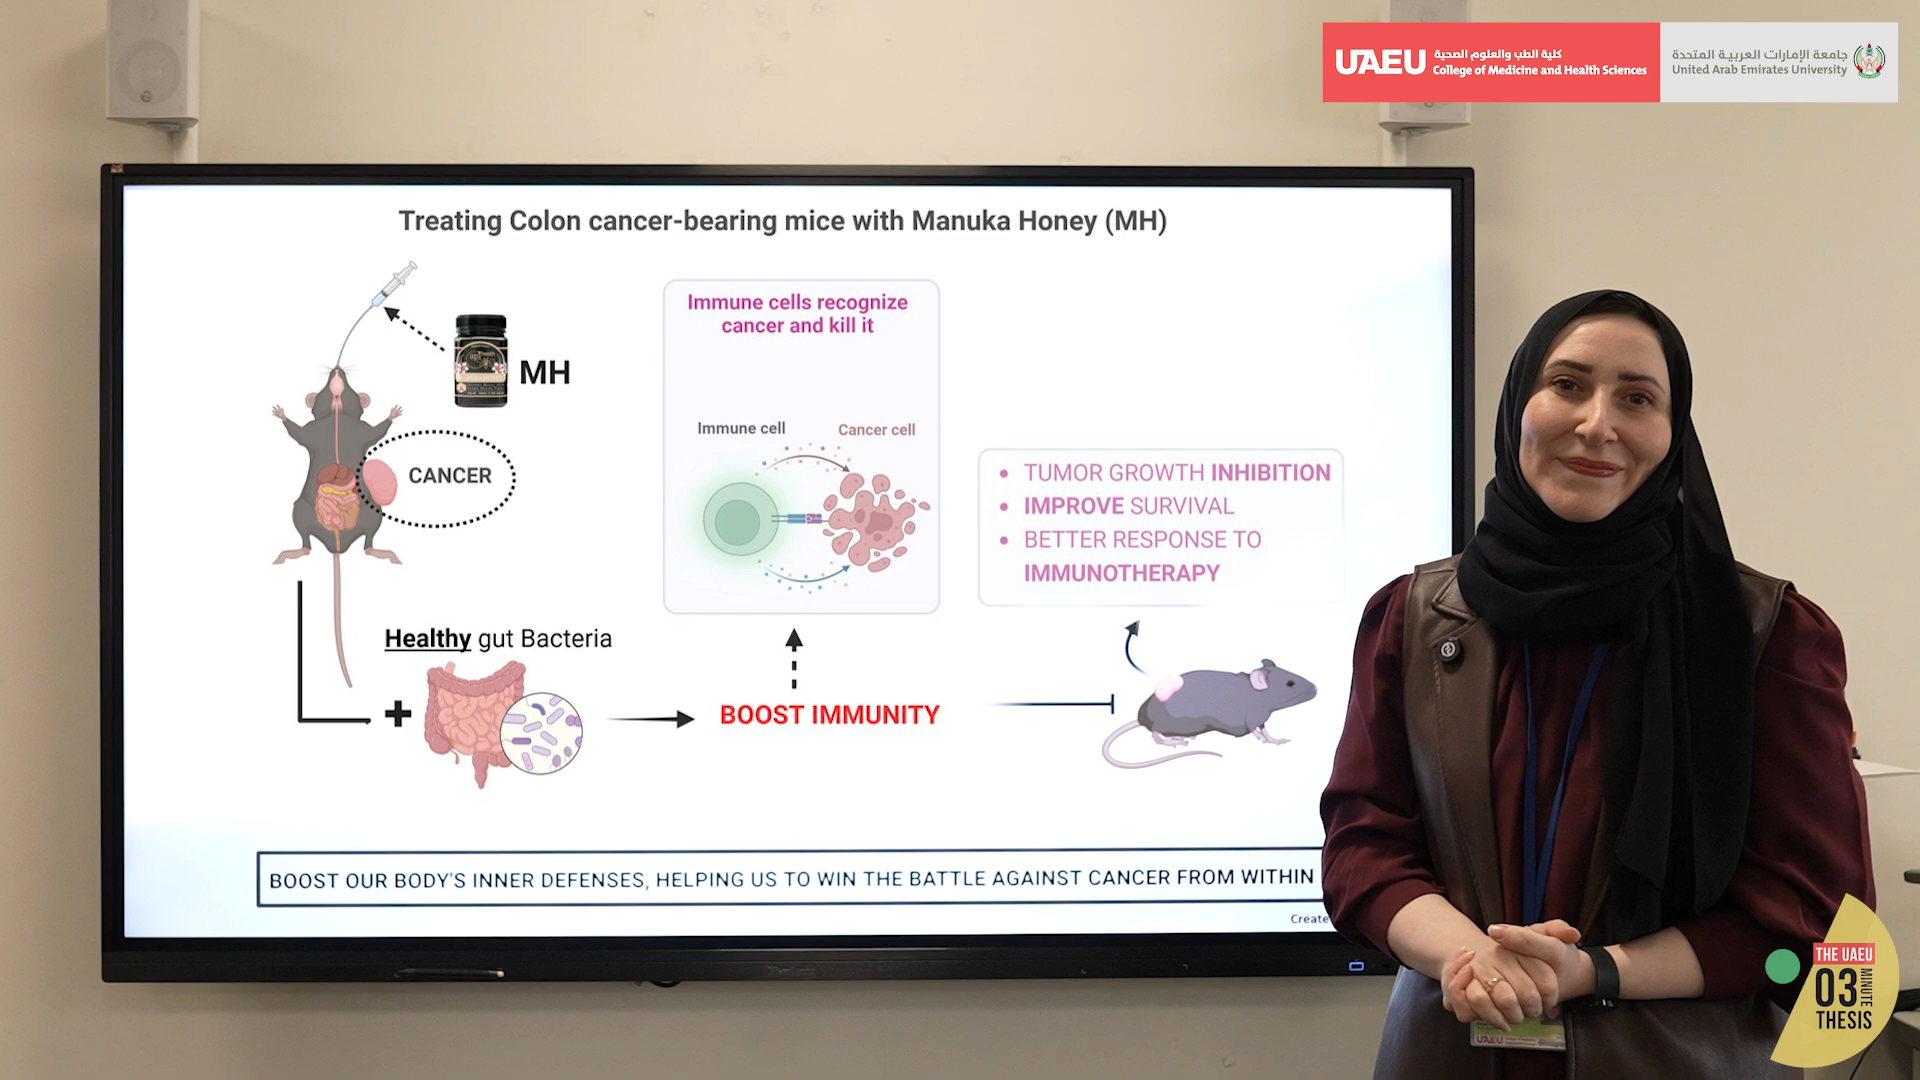 UAEU
كلية الطب والعلوم الصحية
College of Medicine and Health Sciences
جامعة الإمارات العربية المتحدة
United Arab Emirates University
Treating Colon cancer-bearing mice with Manuka Honey (MH)
MH
CANCER
Healthy gut Bacteria
Immune cells recognize
cancer and kill it
Immune cell
Cancer cell
BOOST IMMUNITY
• TUMOR GROWTH INHIBITION
• IMPROVE SURVIVAL
• BETTER RESPONSE TO
IMMUNOTHERAPY
BOOST OUR BODY'S INNER DEFENSES, HELPING US TO WIN THE BATTLE AGAINST CANCER FROM WITHIN
Create
UAEU
THE UAEU
03
MINUTE
THESIS